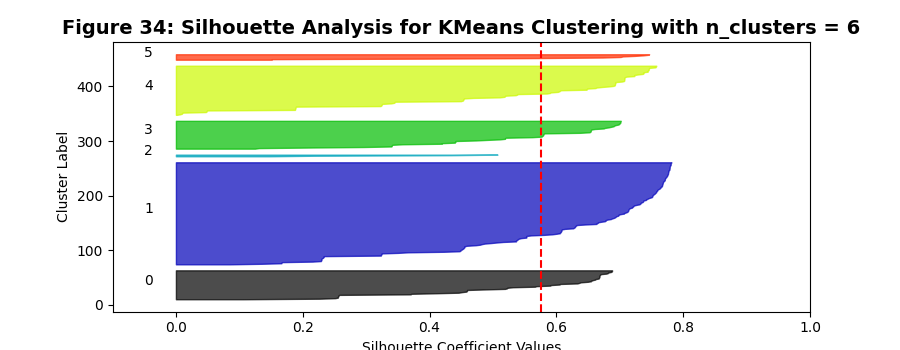 Figure 34: Silhouette Analysis for KMeans Clustering with n_clusters = 6
Cluster Label
400
300
200
100
0
5
4
3
2
1
0
0.0 0.2 0.4 0.6 0.8 1.0
Silhouette Coefficient Values